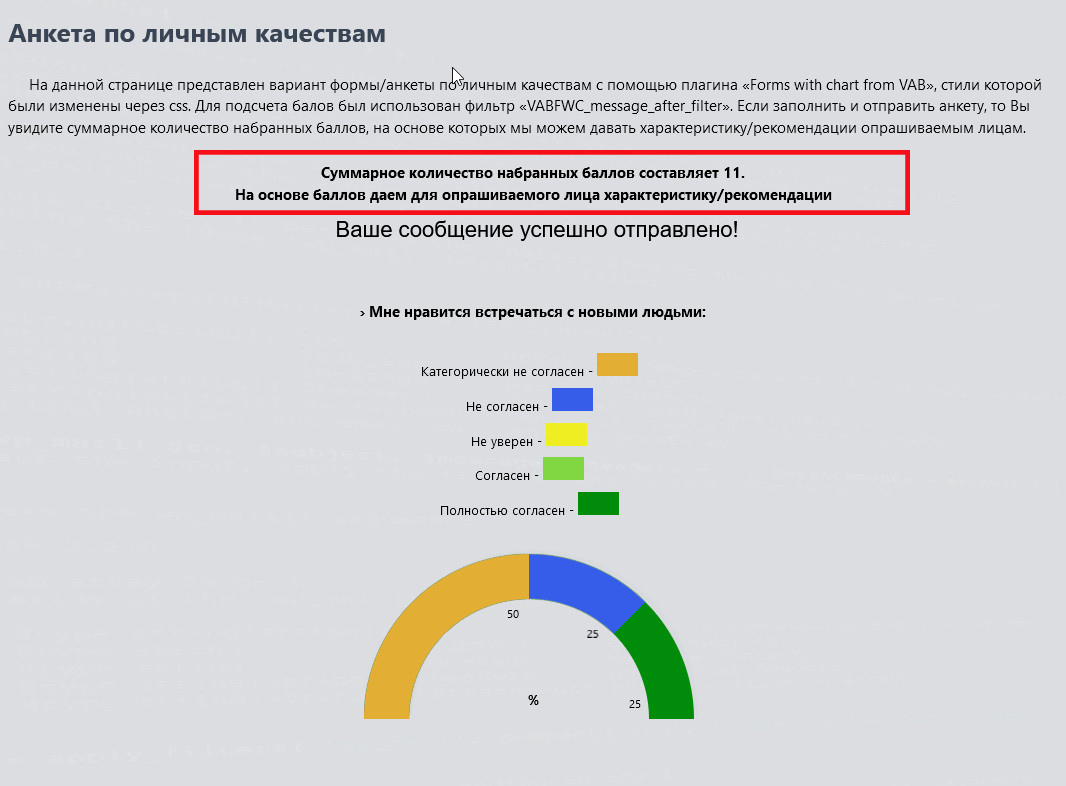 Анкета по личным качествам
На данной странице представлен вариант формы/анкеты по личным качествам с помощью плагина «Forms with chart from VAB», стили которой
были изменены через css. Для подсчета балов был использован фильтр «VABFWC_message_after_filter». Если заполнить и отправить анкету, то Вы
увидите суммарное количество набранных баллов, на основе которых мы можем давать характеристику/рекомендации опрашиваемым лицам.
Суммарное количество набранных баллов составляет 11.
На основе баллов даем для опрашиваемого лица характеристику/рекомендации
Ваше сообщение успешно отправлено!
› Мне нравится встречаться с новыми людьми:
Категорически не согласен -
Не согласен -
Не уверен -
Согласен -
Полностью согласен -
50
25
%
25